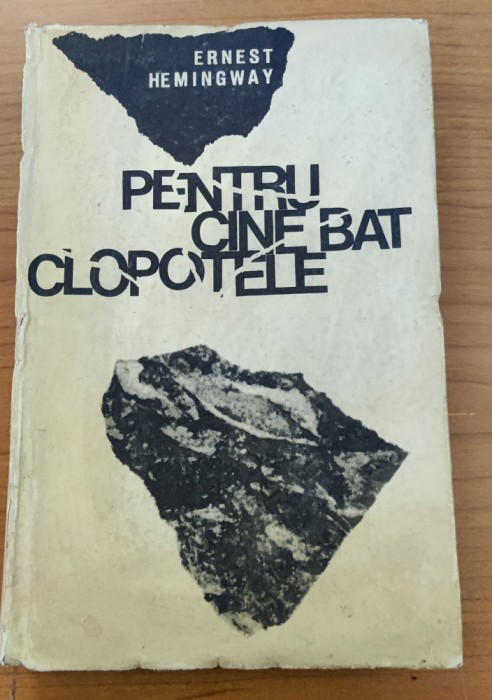 ERNEST
HEMINGWAY
PENTRU
CINE BAT
CLOPOTELE